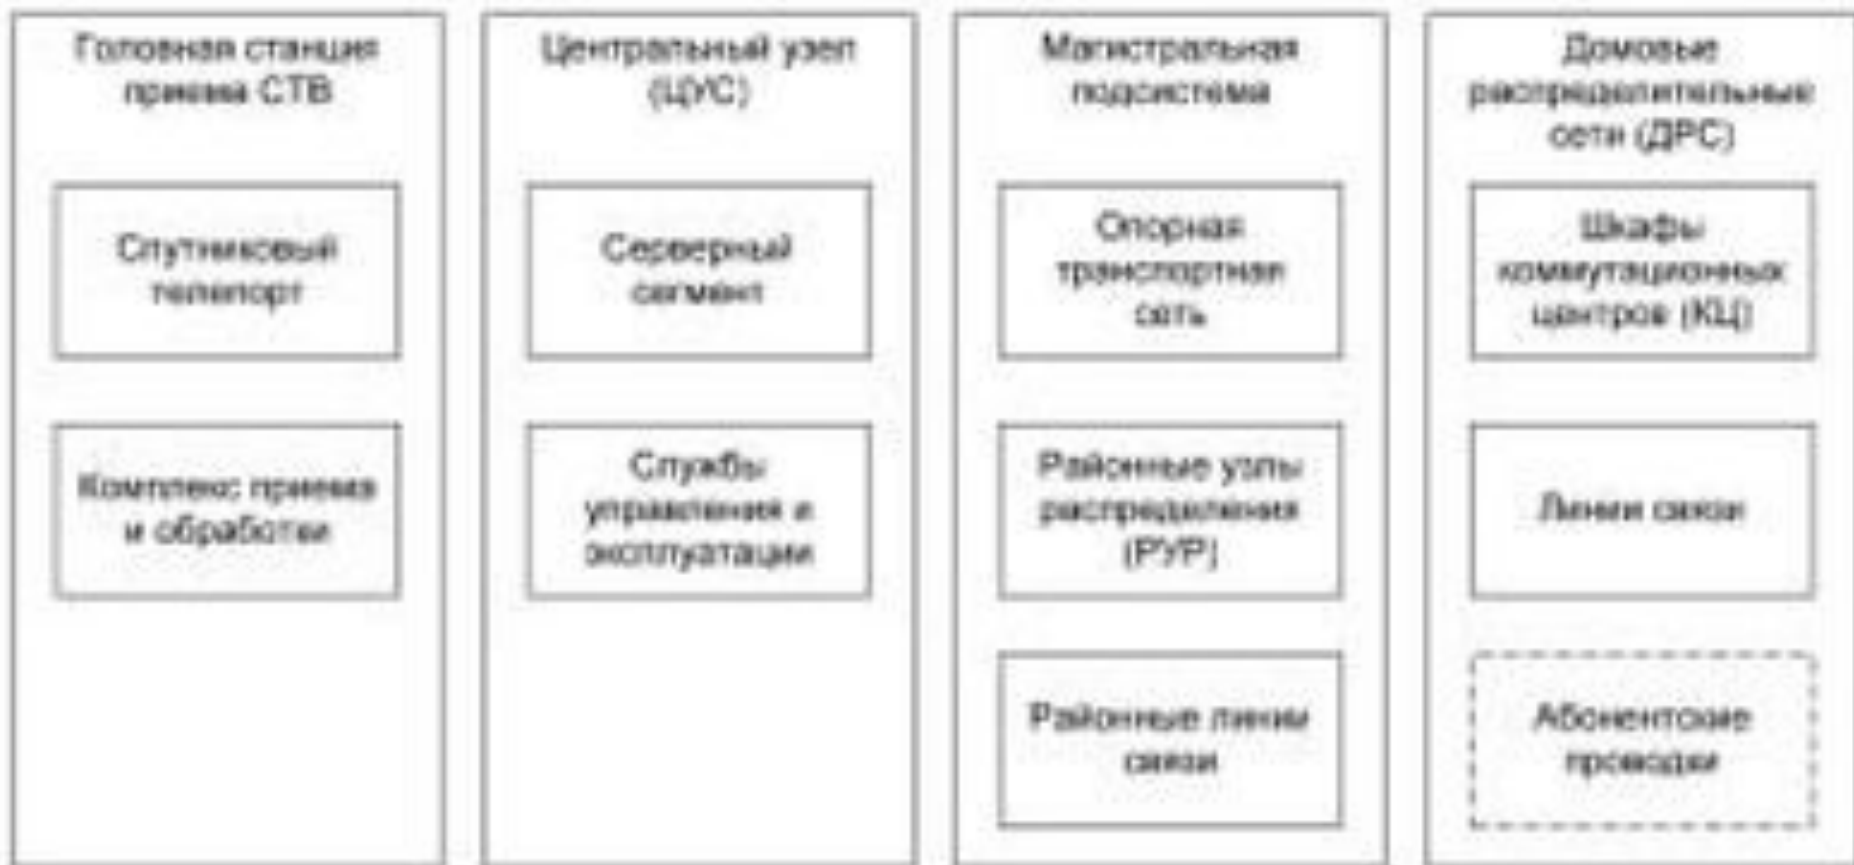 Головная станция
приема СТВ
Спутниковый
телепорт
Комплекс приема
и обработки
Центральный узел
(ЦУС)
Серверный
сегмент
Службы
управления и
эксплуатации
Магистральная
подсистема
Опорная
транспортная
сеть
Районные узлы
распределения
(РУР)
Районные линии
связи
Домовые
распределительные
сети (ДРС)
Шкафы
коммутационных
центров (КЦ)
Линии связи
Абонентские
проводки